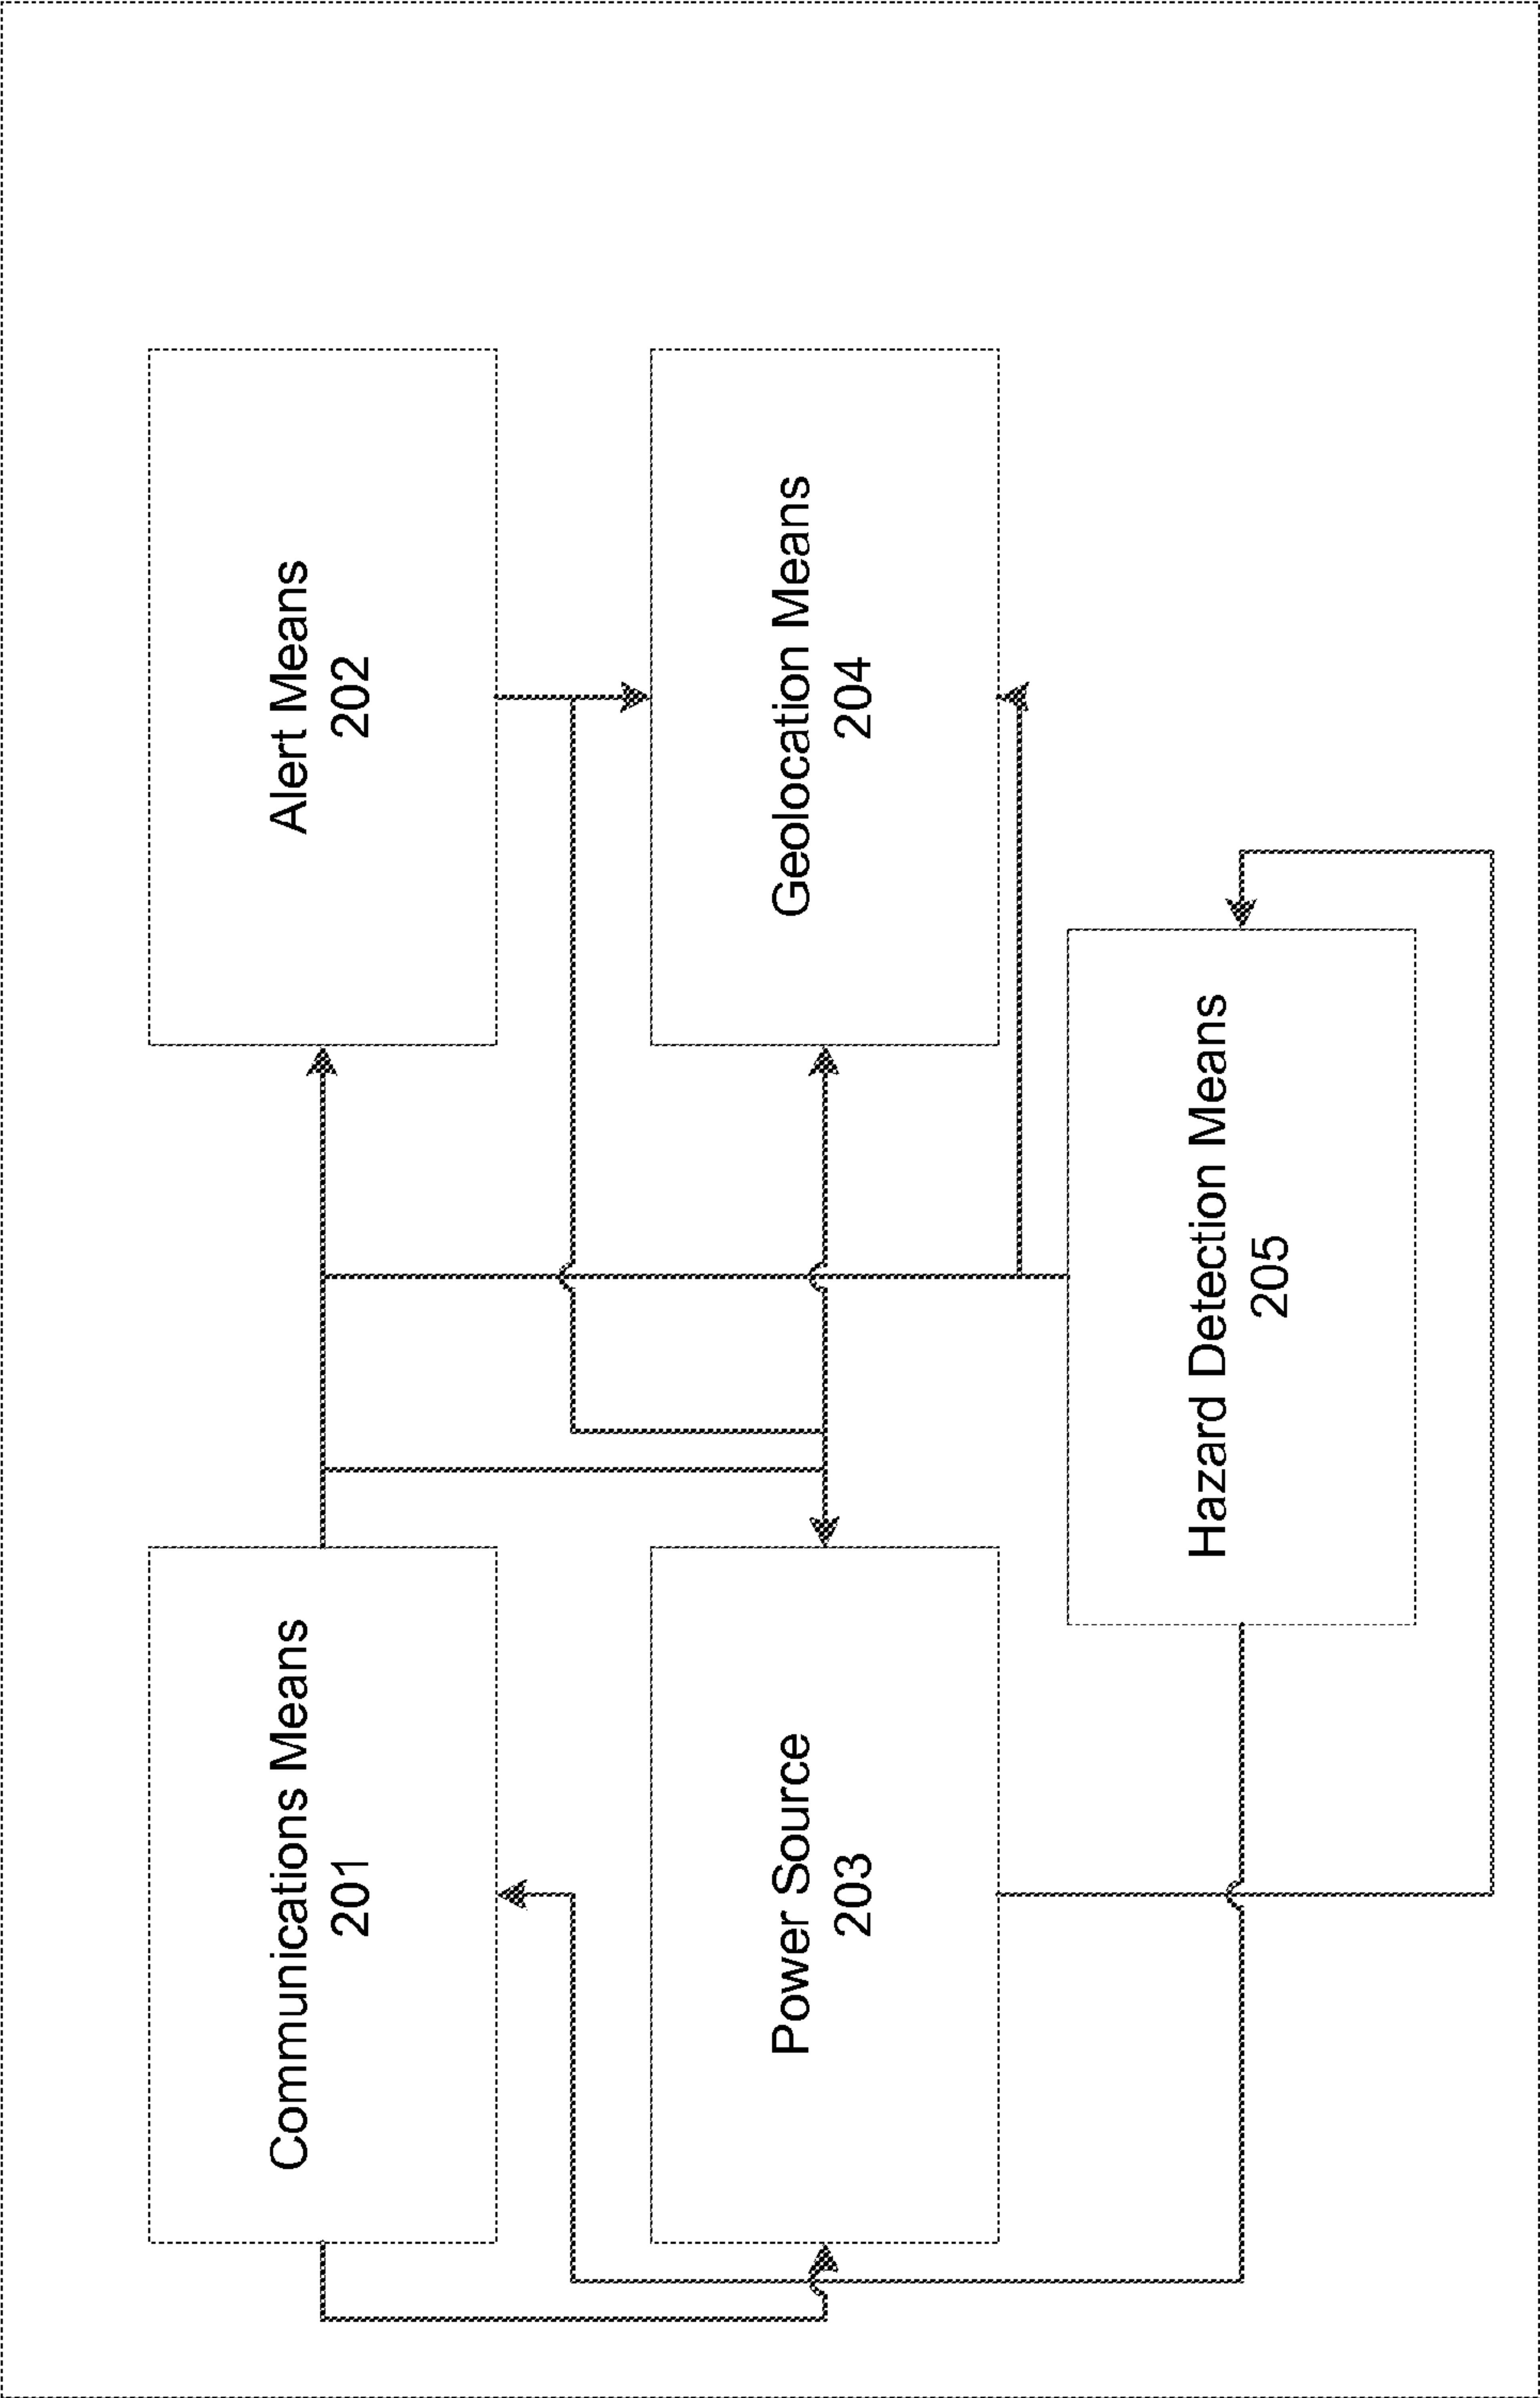 Communications Means
201
Alert Means
202
Power Source
203
Geolocation Means
204
Hazard Detection Means
205